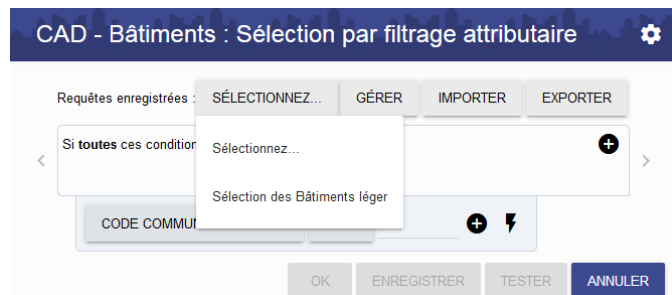 CAD - Bâtiments : Sélection par filtrage attributaire
Requêtes enregistrées : SÉLECTIONNEZ... GÉRER IMPORTER EXPORTER
Si toutes ces condition
Sélectionnez...
Sélection des Bâtiments léger
CODE COMMU
OK ENREGISTRER TESTER ANNULER